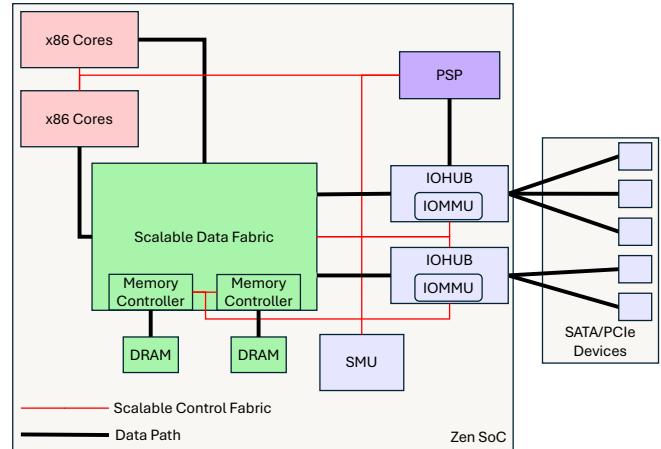 x86 Cores
PSP
x86 Cores
IOHUB
IOMMU
Scalable Data Fabric
IOHUB
IOMMU
Memory
Controller
Memory
Controller
DRAM
DRAM
SMU
SATA/PCIe
Devices
Scalable Control Fabric
Data Path
Zen SoC